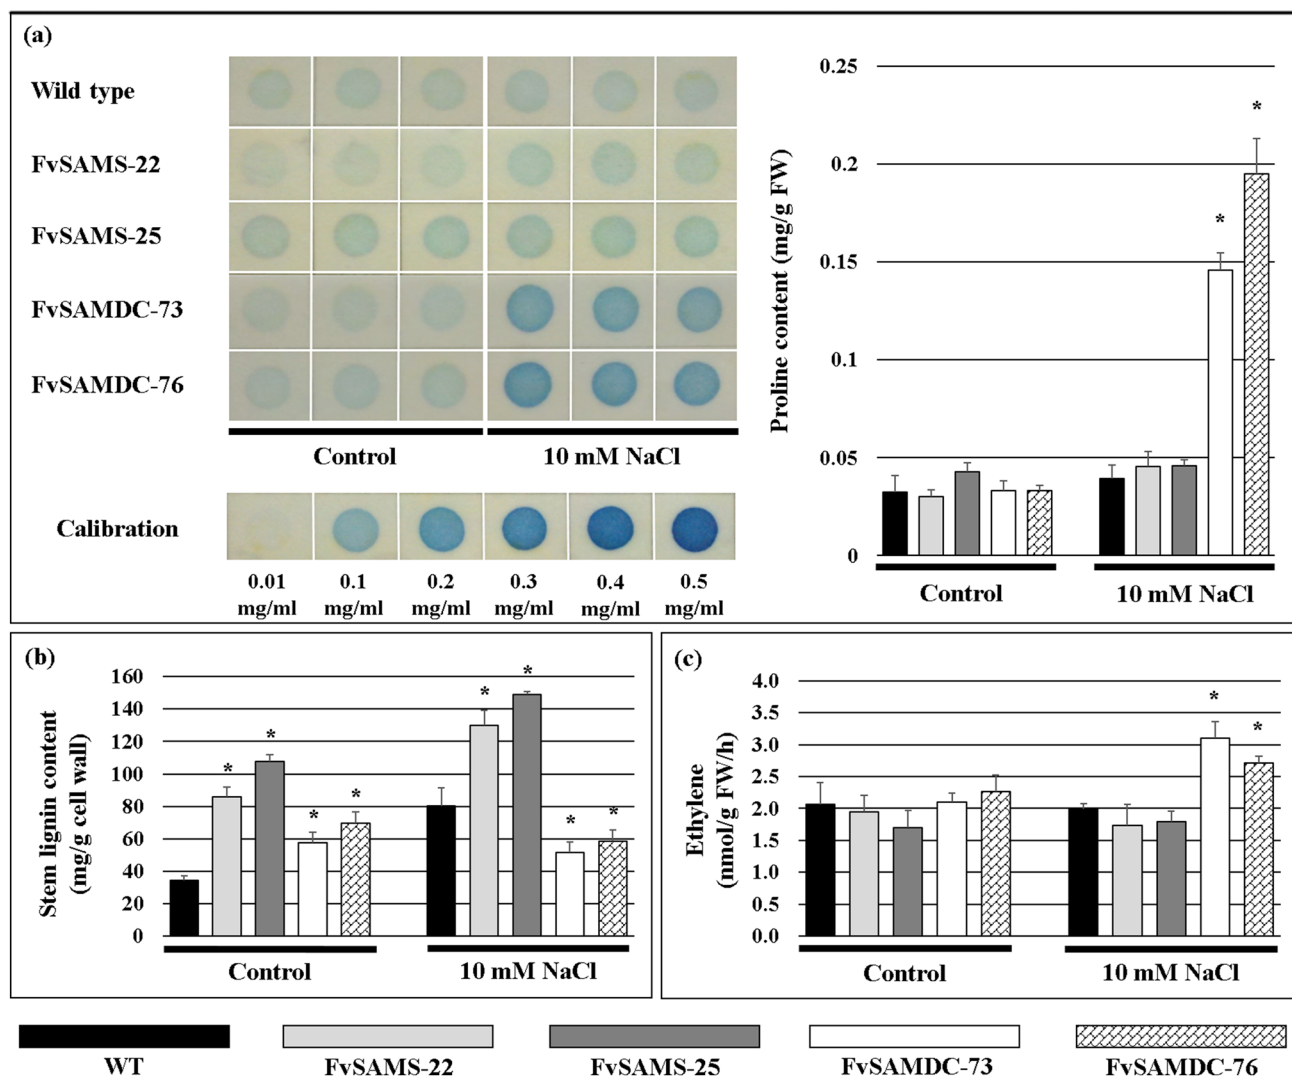 (a)
Wild type
FvSAMS-22
FvSAMS-25
FvSAMDC-73
FvSAMDC-76
Control 10 mM NaCl
Calibration
0.01 0.1 0.2 0.3 0.4 0.5
mg/ml mg/ml mg/ml mg/ml mg/ml mg/ml
Proline content (mg/g FW)
0.25
*
0.2
*
0.15
0.1
0.05
0
Control 10 mM NaCl
(b)
Stem lignin content
(mg/g cell wall)
160
140
120
100
80
60
40
20
0
* * * *
* * * *
Control 10 mM NaCl
(c)
Ethylene
(nmol/g FW/h)
4.0
3.5
3.0
2.5
2.0
1.5
1.0
0.5
0.0
* *
Control 10 mM NaCl
WT FvSAMS-22 FvSAMS-25 FvSAMDC-73 FvSAMDC-76